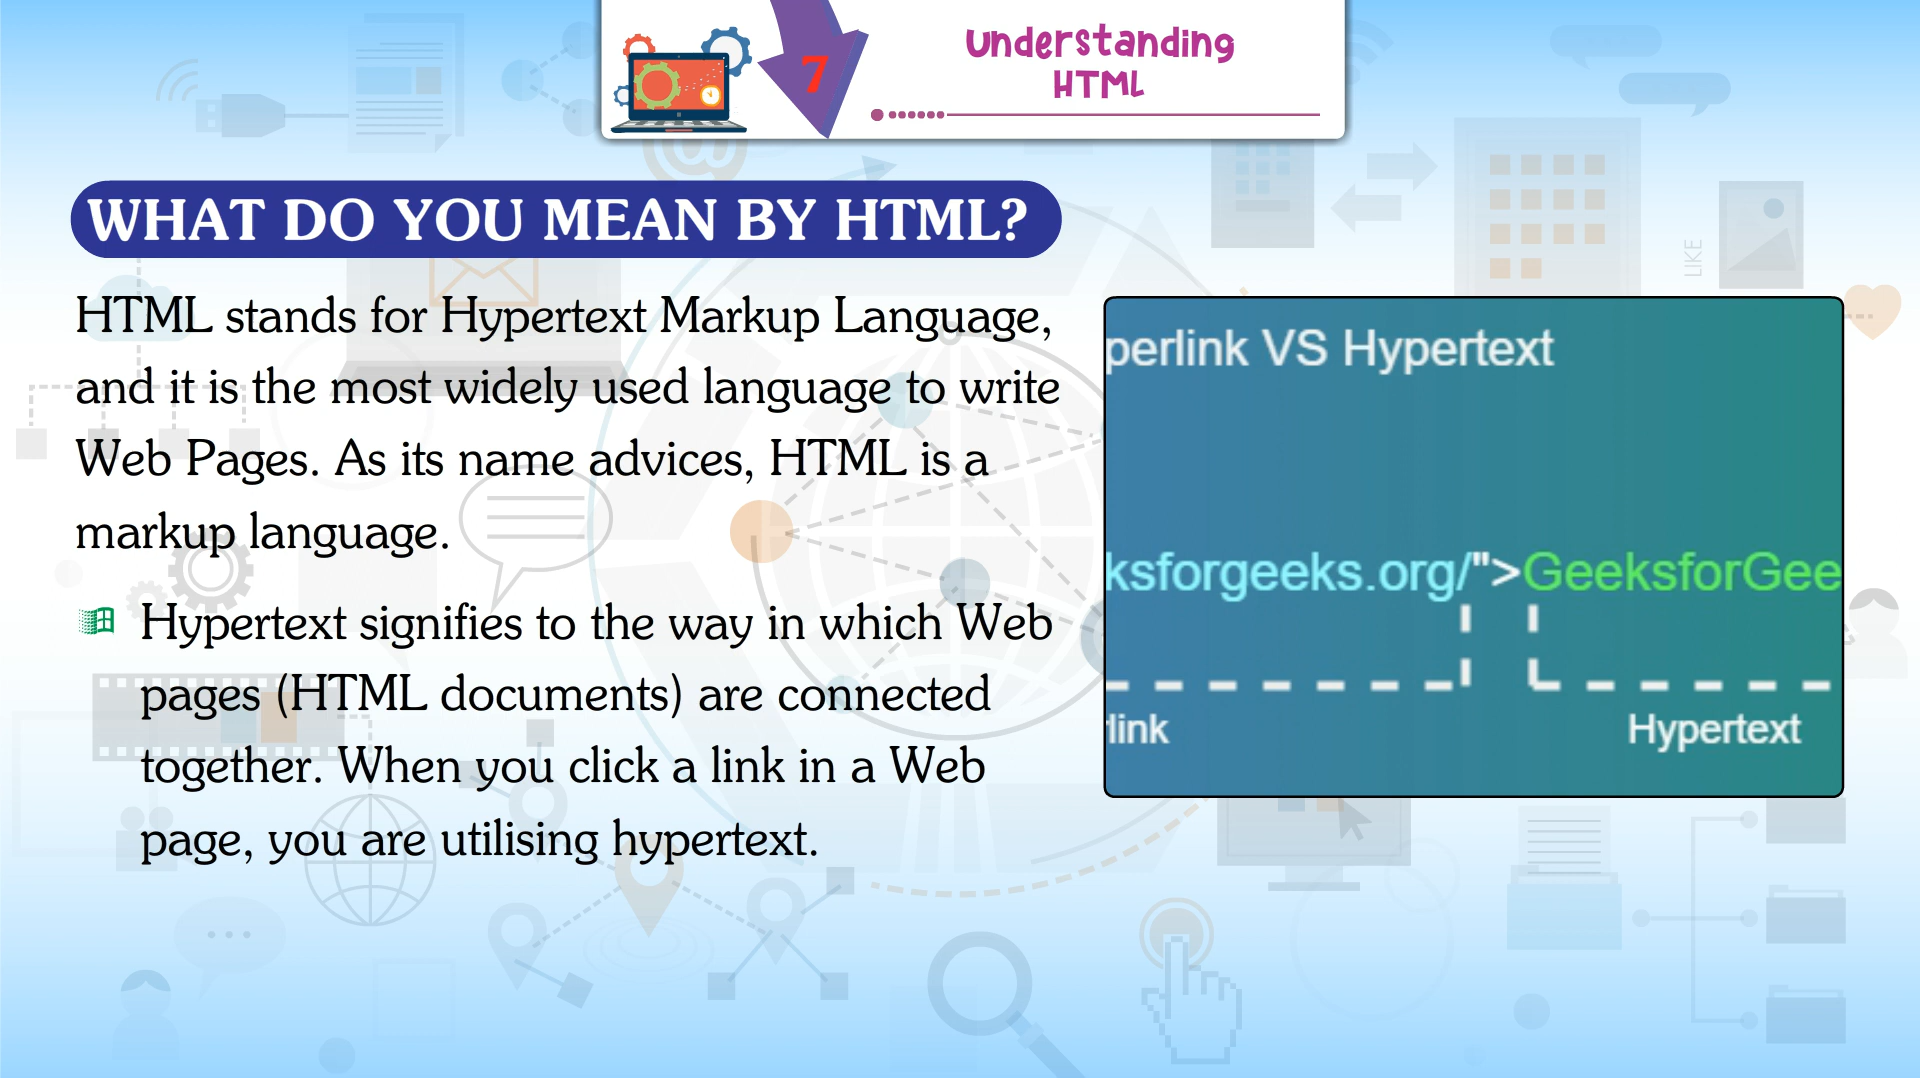 7
Understanding
HTML
WHAT DO YOU MEAN BY HTML?
HTML stands for Hypertext Markup Language,
and it is the most widely used language to write
Web Pages. As its name advices, HTML is a
markup language.
Hypertext signifies to the way in which Web
pages (HTML documents) are connected
together. When you click a link in a Web
page, you are utilising hypertext.
perlink VS Hypertext
ksforgeeks.org/">GeeksforGee
rlink
Hypertext
LIKE
@